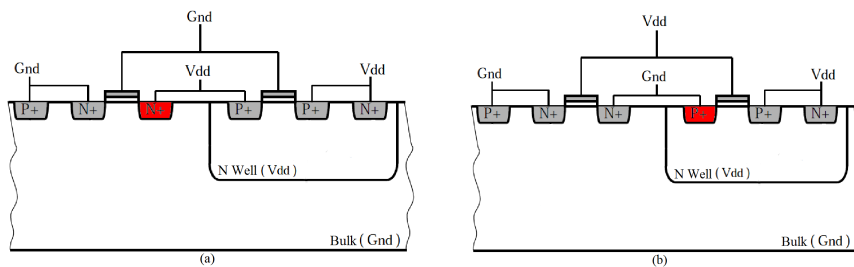 Gnd
Gnd
Vdd
Vdd
P+ N+ N+ P+ P+ N+
N Well (Vdd)
Bulk (Gnd)
(a)
Vdd
Gnd
Gnd
Vdd
P+ N+ N+ P+ P+ N+
N Well (Vdd)
Bulk (Gnd)
(b)